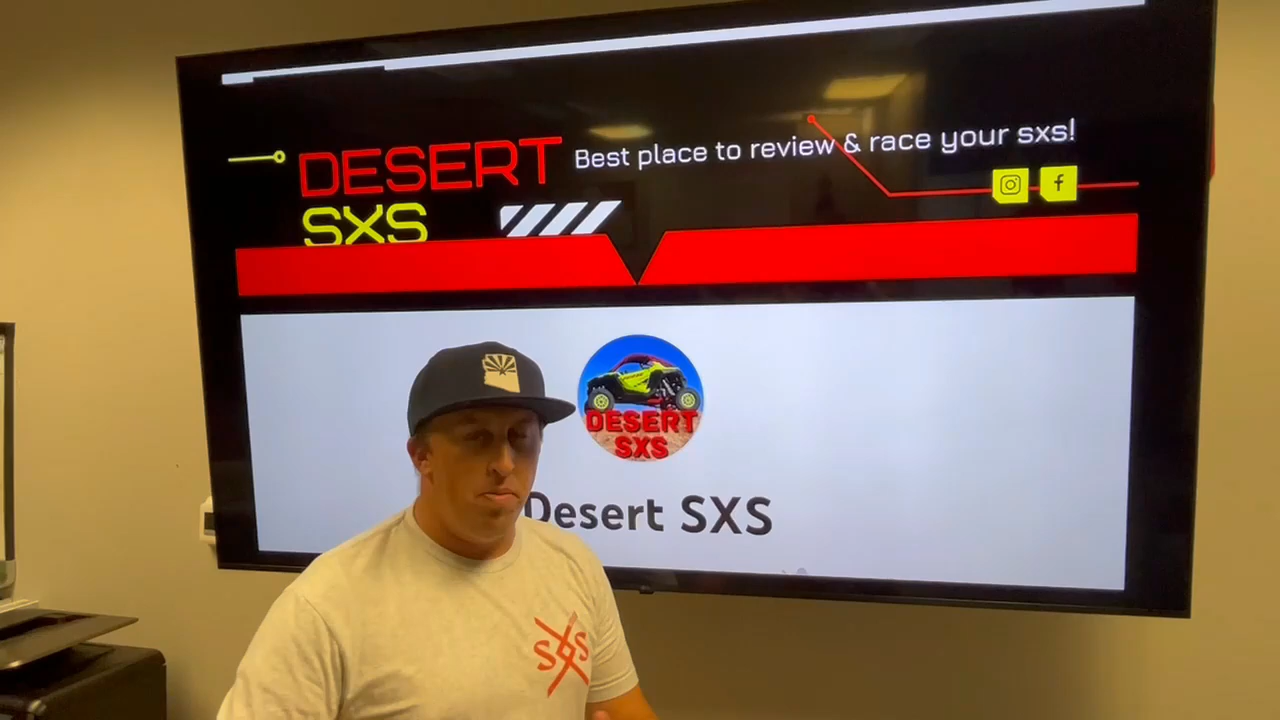 DESERT
SXS
Best place to review & race your sxs!
DESERT
SXS
Desert SXS
SXS